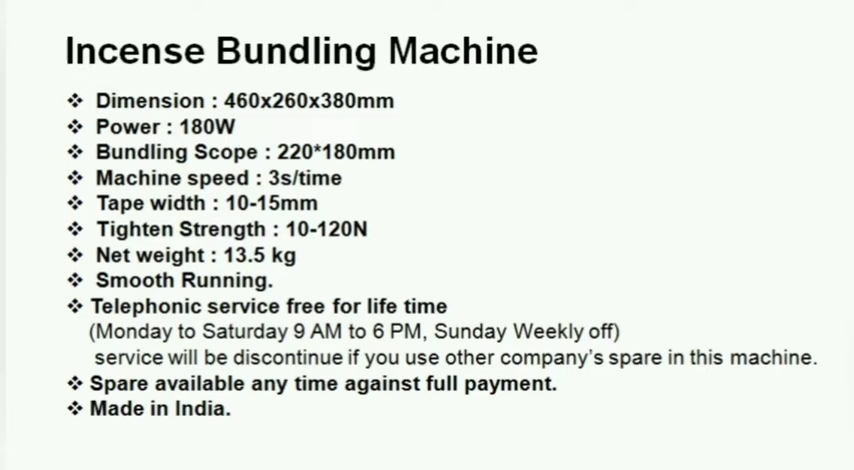 Incense Bundling Machine
❖ Dimension : 460x260x380mm
❖ Power : 180W
❖ Bundling Scope : 220*180mm
❖ Machine speed : 3s/time
❖ Tape width : 10-15mm
❖ Tighten Strength : 10-120N
❖ Net weight : 13.5 kg
❖ Smooth Running.
❖ Telephonic service free for life time
(Monday to Saturday 9 AM to 6 PM, Sunday Weekly off)
service will be discontinue if you use other company's spare in this machine.
❖ Spare available any time against full payment.
❖ Made in India.